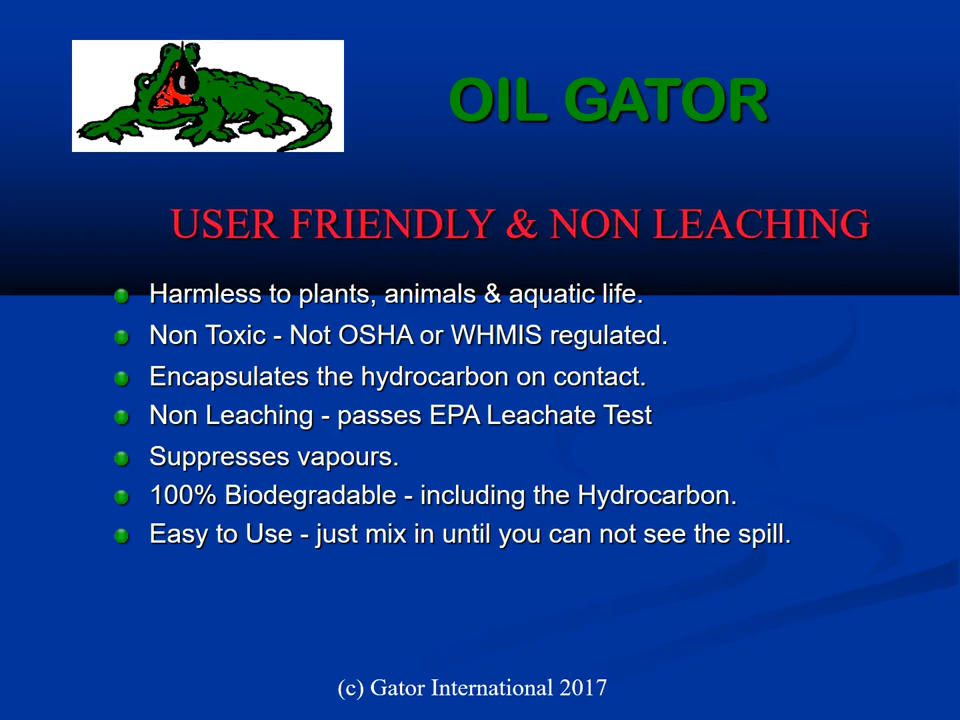 OIL GATOR
USER FRIENDLY & NON LEACHING
Harmless to plants, animals & aquatic life.
Non Toxic - Not OSHA or WHMIS regulated.
Encapsulates the hydrocarbon on contact.
Non Leaching - passes EPA Leachate Test
Suppresses vapours.
100% Biodegradable - including the Hydrocarbon.
Easy to Use - just mix in until you can not see the spill.
(c) Gator International 2017